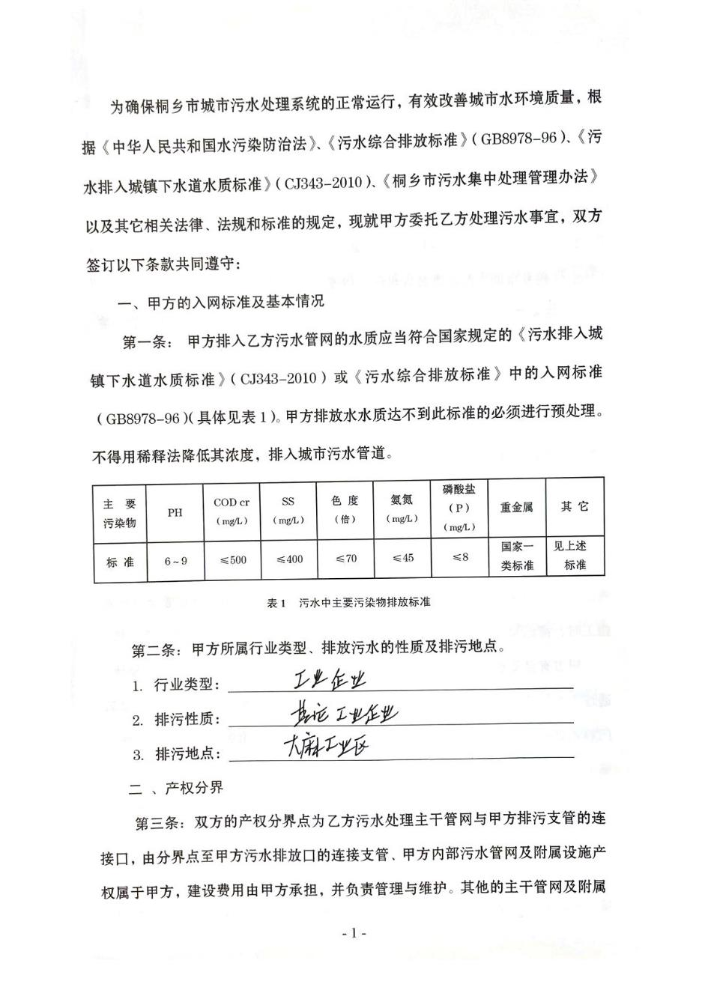 为确保桐乡市城市污水处理系统的正常运行，有效改善城市水环境质量，根
据《中华人民共和国水污染防治法》、《污水综合排放标准》（GB8978-96）、《污
水排入城镇下水道水质标准》（CJ343-2010）、《桐乡市污水集中处理管理办法》
以及其它相关法律、法规和标准的规定，现就甲方委托乙方处理污水事宜，双方
签订以下条款共同遵守：
一、甲方的入网标准及基本情况
第一条： 甲方排入乙方污水管网的水质应当符合国家规定的《污水排入城
镇下水道水质标准》（CJ343-2010）或《污水综合排放标准》中的入网标准
（GB8978-96）（具体见表 1）。甲方排放水水质达不到此标准的必须进行预处理。
不得用稀释法降低其浓度，排入城市污水管道。
主 要 污染物 PH COD cr （mg/L） SS （mg/L） 色 度 （倍） 氨氮 （mg/L） 磷酸盐 （P） （mg/L） 重金属 其 它
标 准 6～9 ≤500 ≤400 ≤70 ≤45 ≤8 国家一类标准 见上述标准
表 1 污水中主要污染物排放标准
第二条：甲方所属行业类型、排放污水的性质及排污地点。
1. 行业类型： 工业企业
2. 排污性质： 工业企业
3. 排污地点： 大麻工业区
二 、产权分界
第三条：双方的产权分界点为乙方污水处理主干管网与甲方排污支管的连
接口，由分界点至甲方污水排放口的连接支管、甲方内部污水管网及附属设施产
权属于甲方，建设费用由甲方承担，并负责管理与维护。其他的主干管网及附属
- 1 -